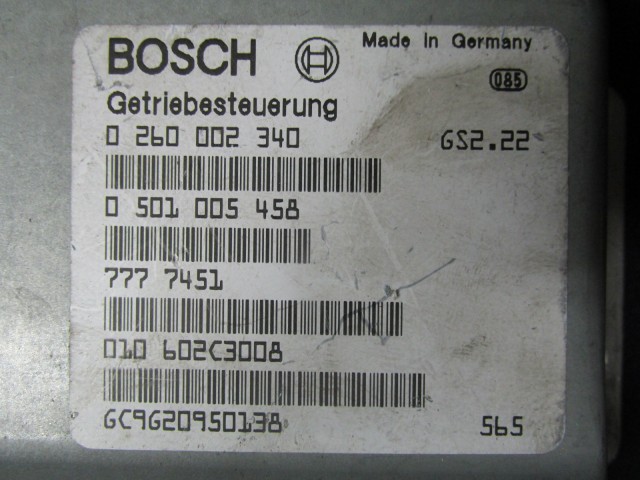 BOSCH
Made in Germany
085
Getriebesteuerung
0 260 002 340 GS2.22
0 501 005 458
777 7451
010 602C3008
GC9G20950138 565